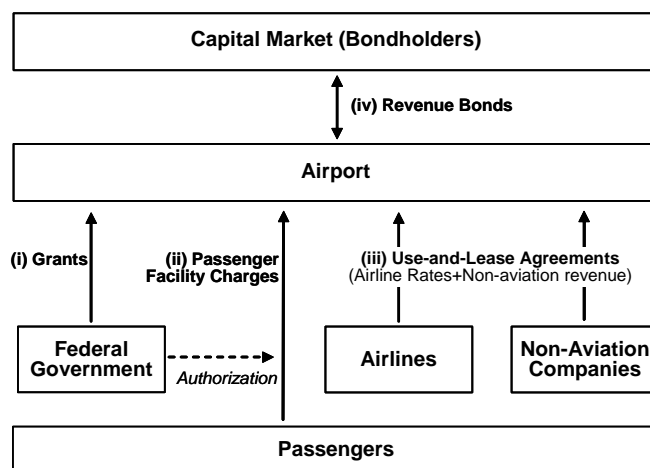 Capital Market (Bondholders)
(iv) Revenue Bonds
Airport
(i) Grants
(ii) Passenger
Facility Charges
(iii) Use-and-Lease Agreements
(Airline Rates+Non-aviation revenue)
Federal
Government
Authorization
Airlines
Non-Aviation
Companies
Passengers